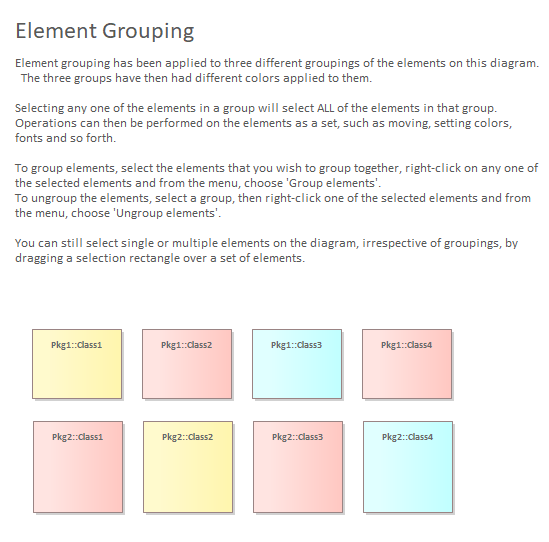 Element Grouping
Element grouping has been applied to three different groupings of the elements on this diagram.
The three groups have then had different colors applied to them.
Selecting any one of the elements in a group will select ALL of the elements in that group.
Operations can then be performed on the elements as a set, such as moving, setting colors,
fonts and so forth.
To group elements, select the elements that you wish to group together, right-click on any one of
the selected elements and from the menu, choose 'Group elements'.
To ungroup the elements, select a group, then right-click one of the selected elements and from
the menu, choose 'Ungroup elements'.
You can still select single or multiple elements on the diagram, irrespective of groupings, by
dragging a selection rectangle over a set of elements.
Pkg1::Class1 Pkg1::Class2 Pkg1::Class3 Pkg1::Class4
Pkg2::Class1 Pkg2::Class2 Pkg2::Class3 Pkg2::Class4